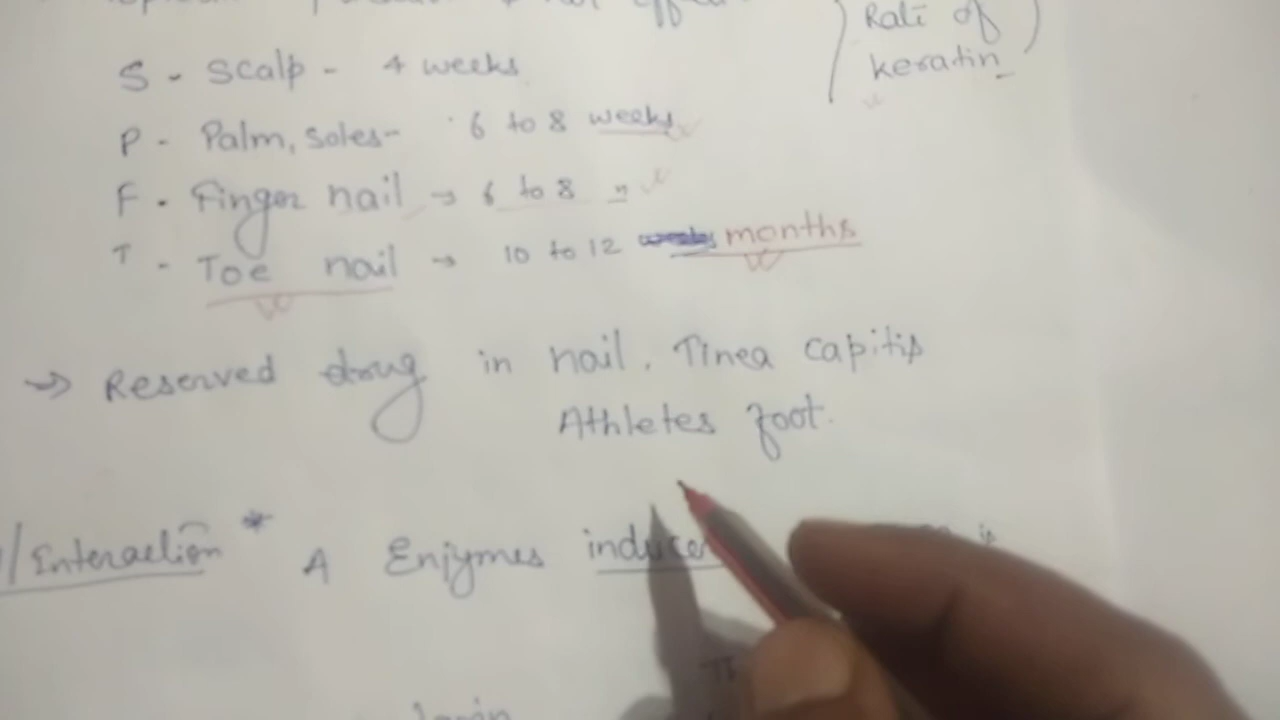 Rate of
keratin
S - scalp - 4 weeks
P - Palm, soles - 6 to 8 weeks
F - Finger nail → 6 to 8 "
T - Toe nail → 10 to 12 weeks months
→ Reserved drug in nail. Tinea capitis
Athletes foot.
/Interaction * A Enzymes inducer